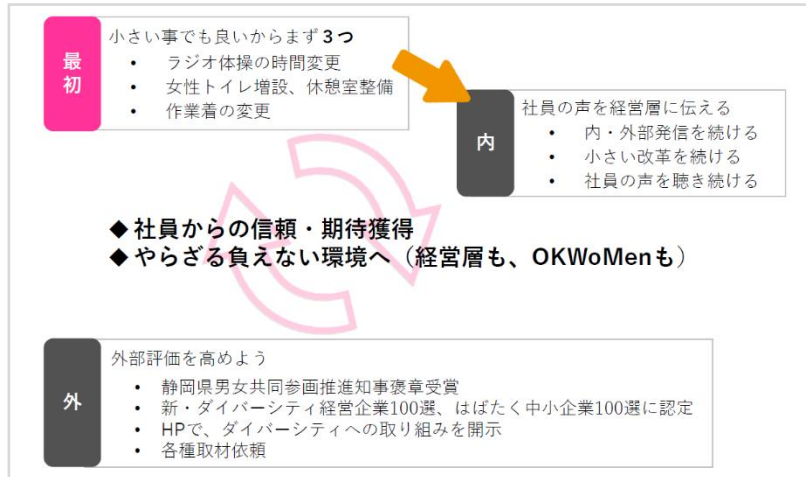 最初
小さい事でも良いからまず3つ
• ラジオ体操の時間変更
• 女性トイレ増設、休憩室整備
• 作業着の変更
内
社員の声を経営層に伝える
• 内・外部発信を続ける
• 小さい改革を続ける
• 社員の声を聴き続ける
◆社員からの信頼・期待獲得
◆やらざる負えない環境へ（経営層も、OKWoMenも）
外
外部評価を高めよう
• 静岡県男女共同参画推進知事褒章受賞
• 新・ダイバーシティ経営企業100選、はばたく中小企業100選に認定
• HPで、ダイバーシティへの取り組みを開示
• 各種取材依頼